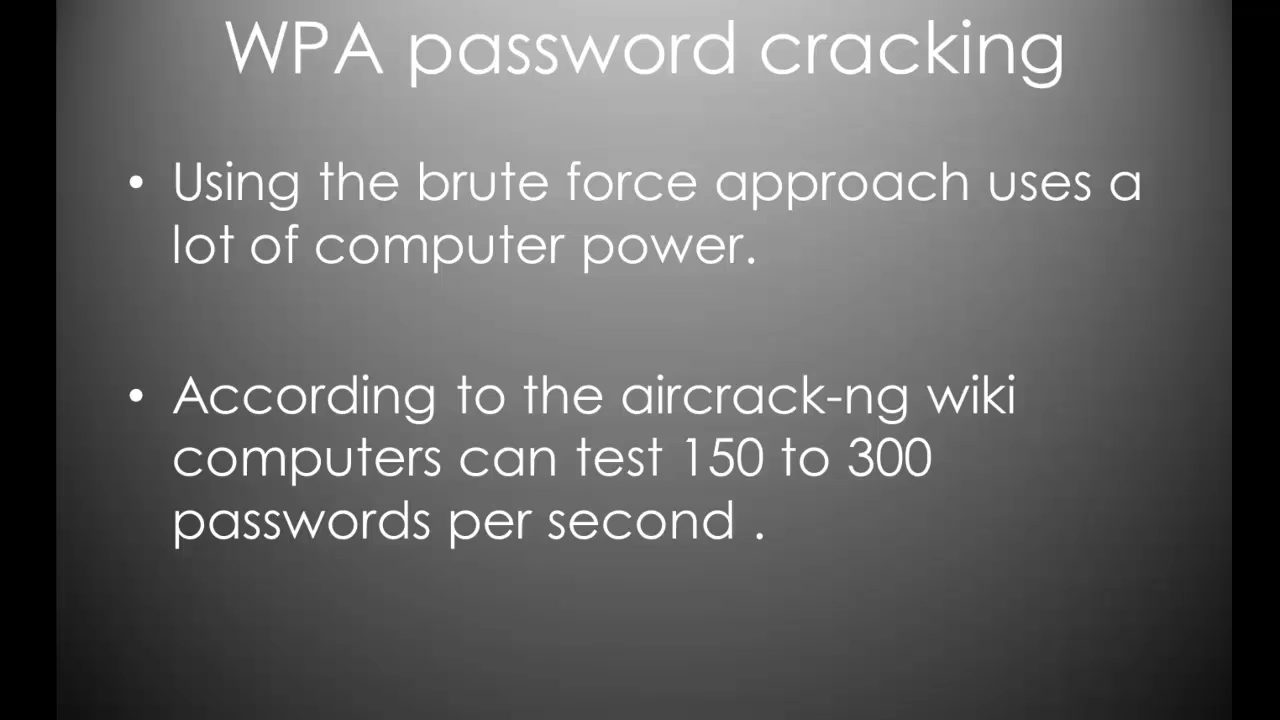 WPA password cracking
• Using the brute force approach uses a
lot of computer power.
• According to the aircrack-ng wiki
computers can test 150 to 300
passwords per second .